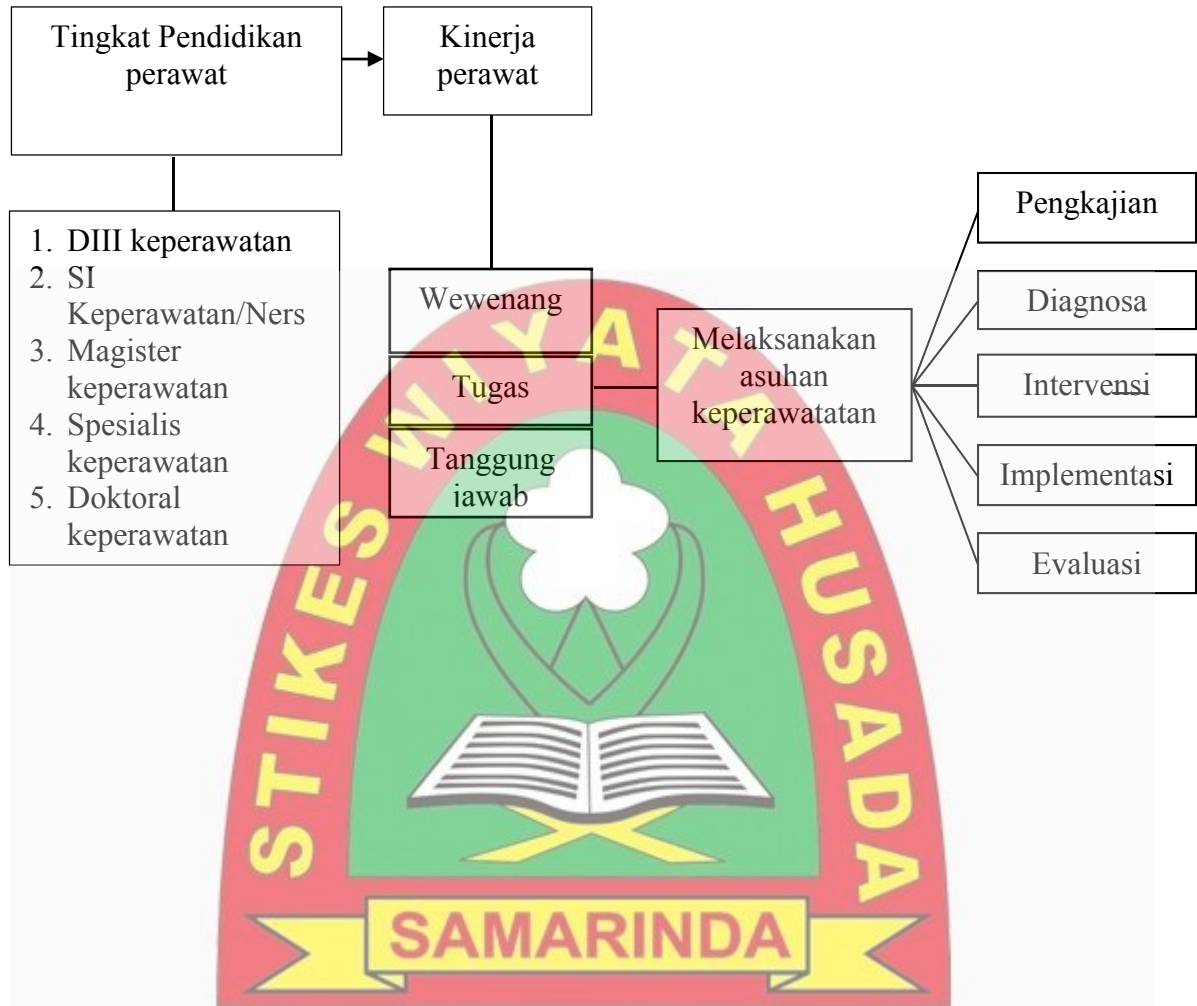 Tingkat Pendidikan
perawat
Kinerja
perawat
1. DIII keperawatan
2. SI
Keperawatan/Ners
3. Magister
keperawatan
4. Spesialis
keperawatan
5. Doktoral
keperawatan
Wewenang
Tugas
Tanggung
jawab
Melaksanakan
asuhan
keperawatatan
Pengkajian
Diagnosa
Intervensi
Implementasi
Evaluasi
STIKES WIYATA HUSADA
SAMARINDA